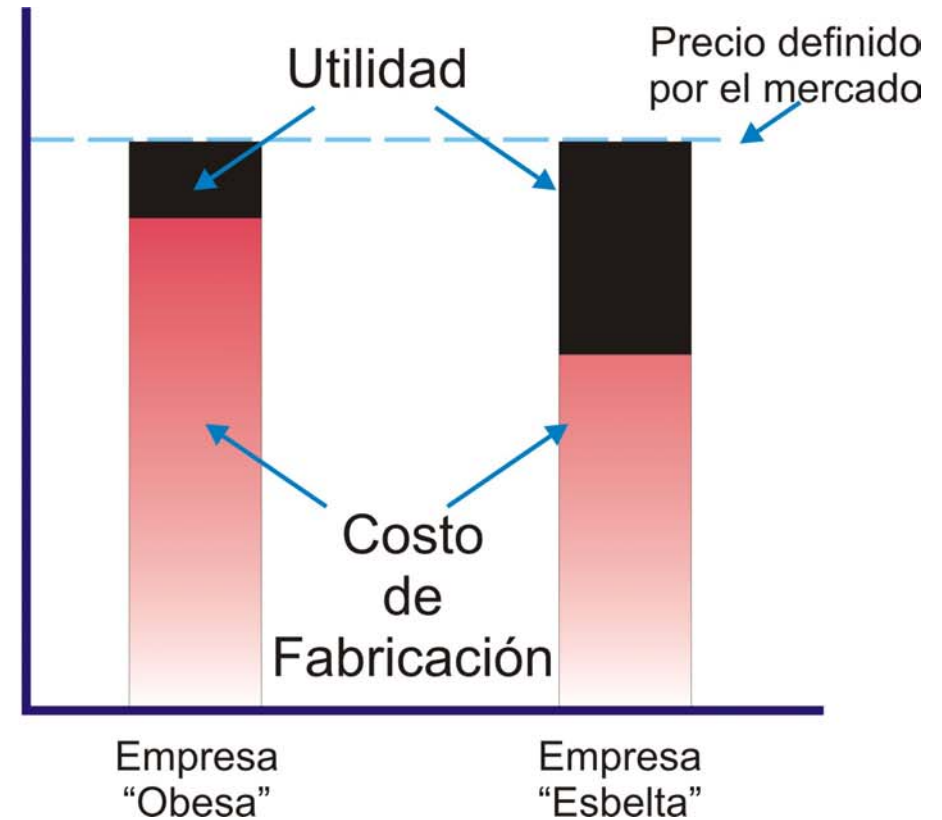 Utilidad
Precio definido
por el mercado
Costo
de
Fabricación
Empresa
“Obesa”
Empresa
“Esbelta”